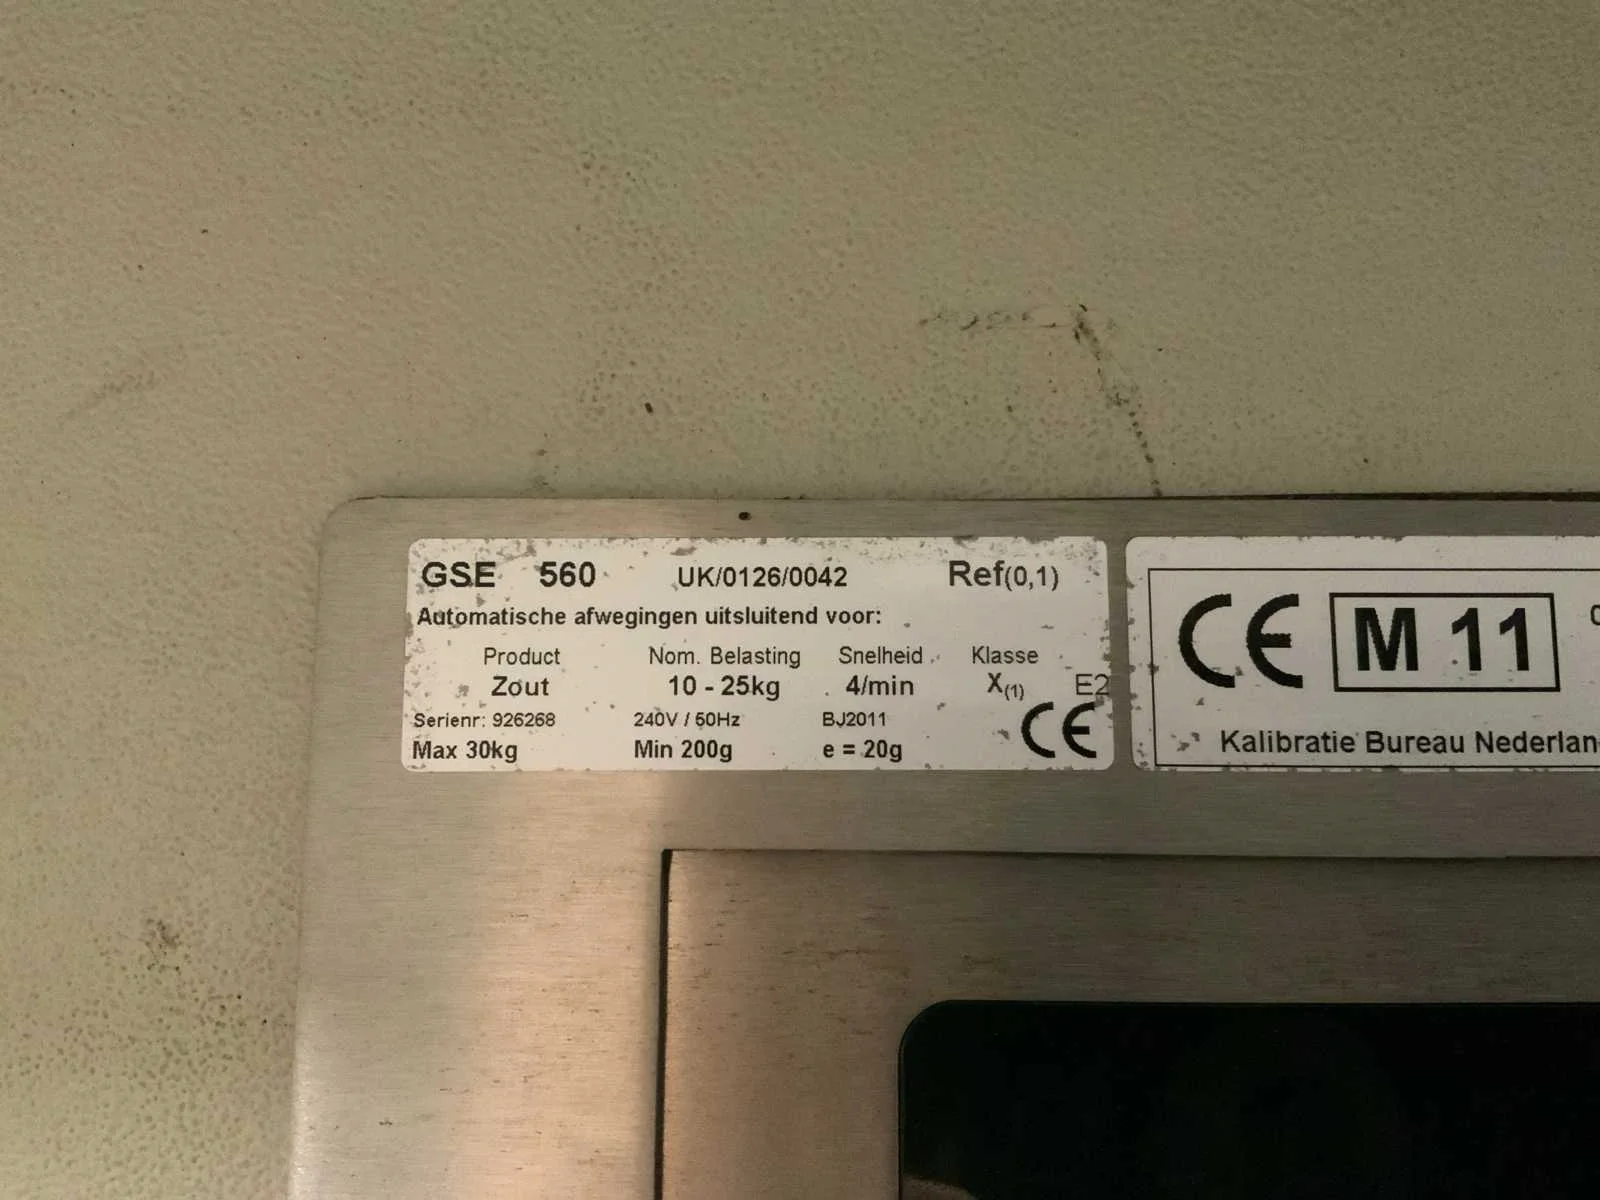 GSE 560 UK/0126/0042 Ref(0,1)
Automatische afwegingen uitsluitend voor:
Product Nom. Belasting Snelheid Klasse
Zout 10 - 25kg 4/min X(1) E2
Serienr: 926268 240V / 50Hz BJ2011
Max 30kg Min 200g e = 20g CE
CE M 11
Kalibratie Bureau